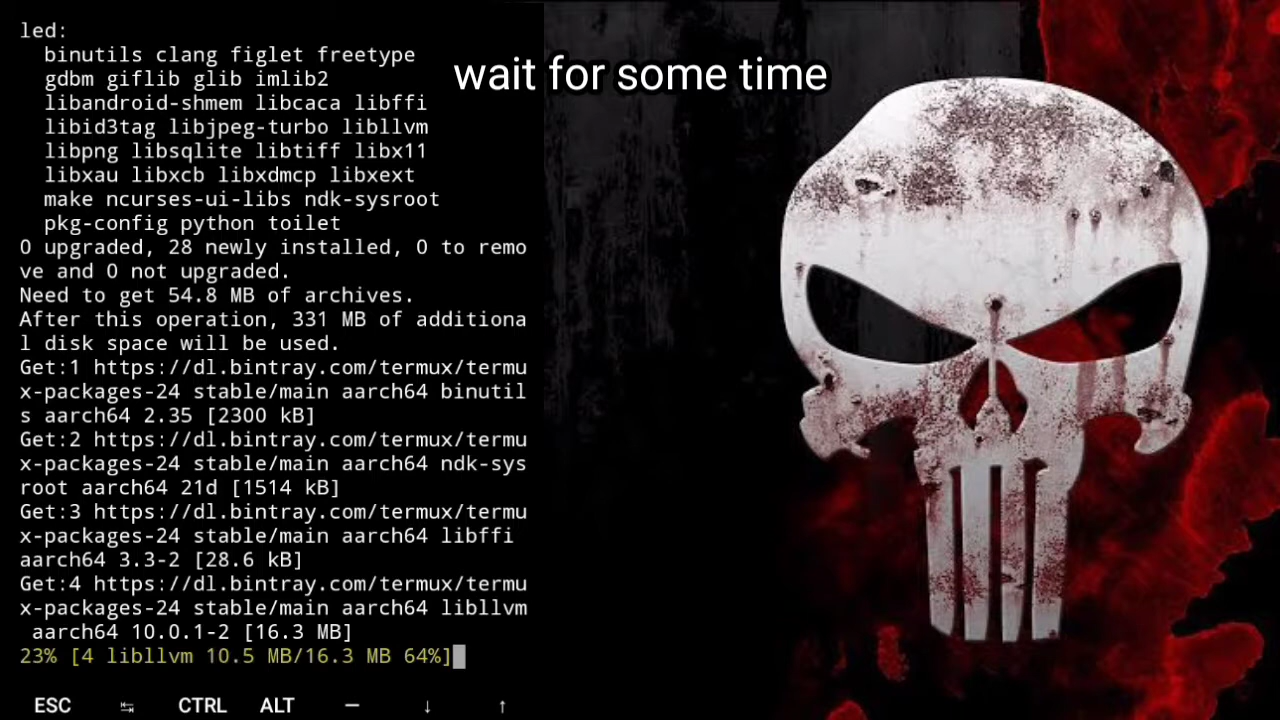 led:
binutils clang figlet freetype
gdbm giflib glib imlib2
libandroid-shmem libcaca libffi
libid3tag libjpeg-turbo libllvm
libpng libsqlite libtiff libx11
libxau libxcb libxdmcp libxext
make ncurses-ui-libs ndk-sysroot
pkg-config python toilet
0 upgraded, 28 newly installed, 0 to remo
ve and 0 not upgraded.
Need to get 54.8 MB of archives.
After this operation, 331 MB of additiona
l disk space will be used.
Get:1 https://dl.bintray.com/termux/termu
x-packages-24 stable/main aarch64 binutil
s aarch64 2.35 [2300 kB]
Get:2 https://dl.bintray.com/termux/termu
x-packages-24 stable/main aarch64 ndk-sys
root aarch64 21d [1514 kB]
Get:3 https://dl.bintray.com/termux/termu
x-packages-24 stable/main aarch64 libffi
aarch64 3.3-2 [28.6 kB]
Get:4 https://dl.bintray.com/termux/termu
x-packages-24 stable/main aarch64 libllvm
aarch64 10.0.1-2 [16.3 MB]
23% [4 libllvm 10.5 MB/16.3 MB 64%]
ESC ↹ CTRL ALT — ↓ ↑
wait for some time